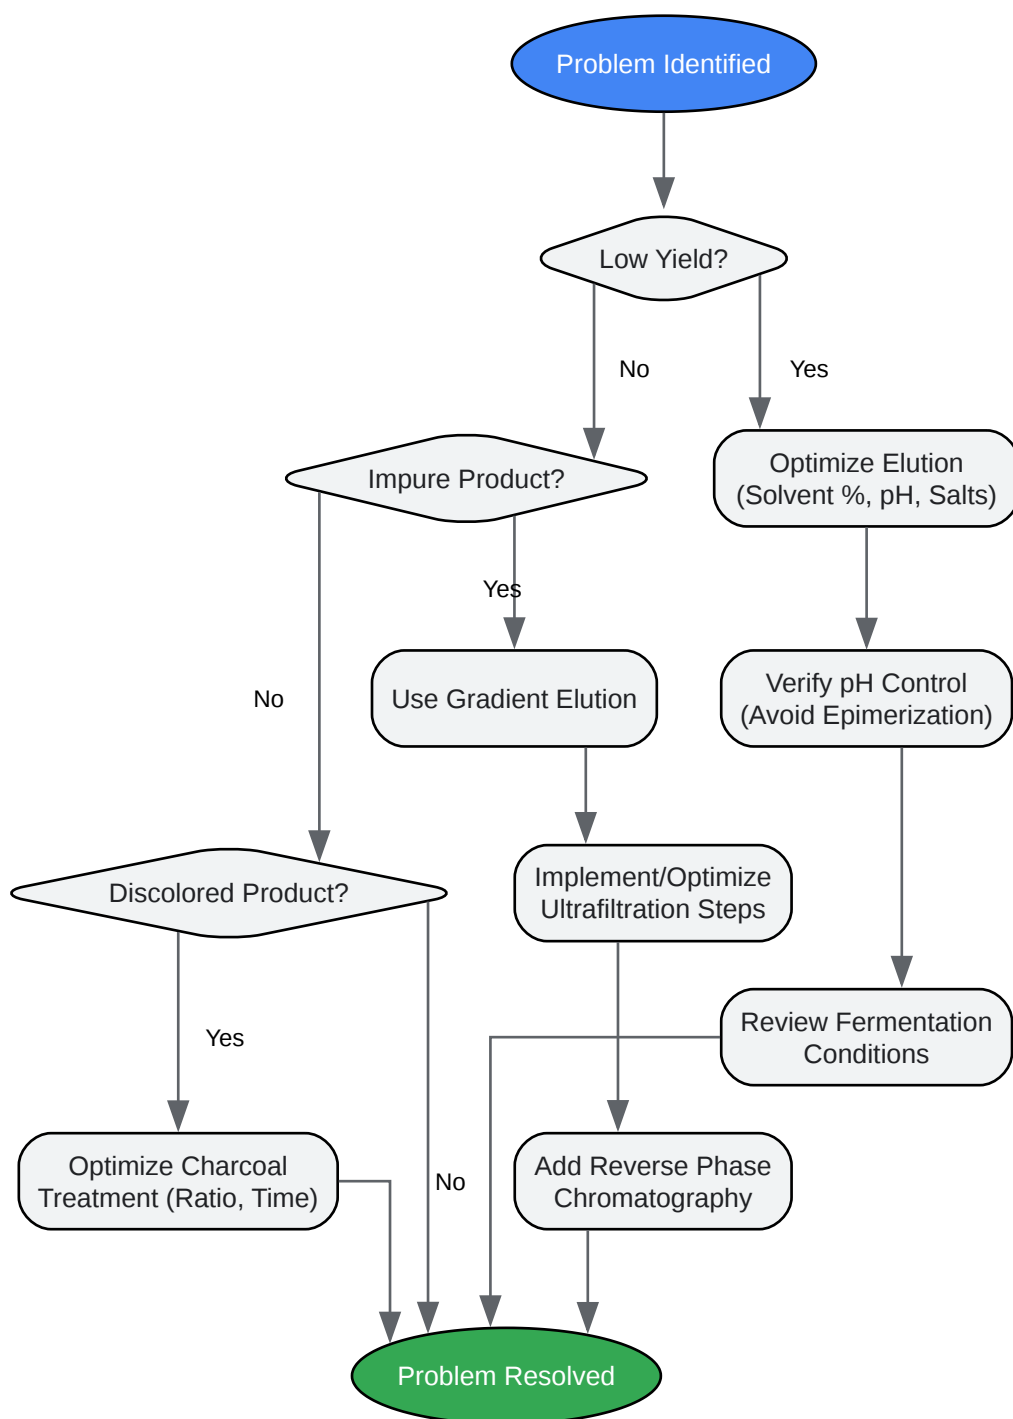 Problem Identified
Low Yield?
No
Yes
Impure Product?
Optimize Elution
(Solvent %, pH, Salts)
Yes
No
Use Gradient Elution
Verify pH Control
(Avoid Epimerization)
Discolored Product?
Implement/Optimize
Ultrafiltration Steps
Yes
Review Fermentation
Conditions
Optimize Charcoal
Treatment (Ratio, Time)
No
Add Reverse Phase
Chromatography
Problem Resolved